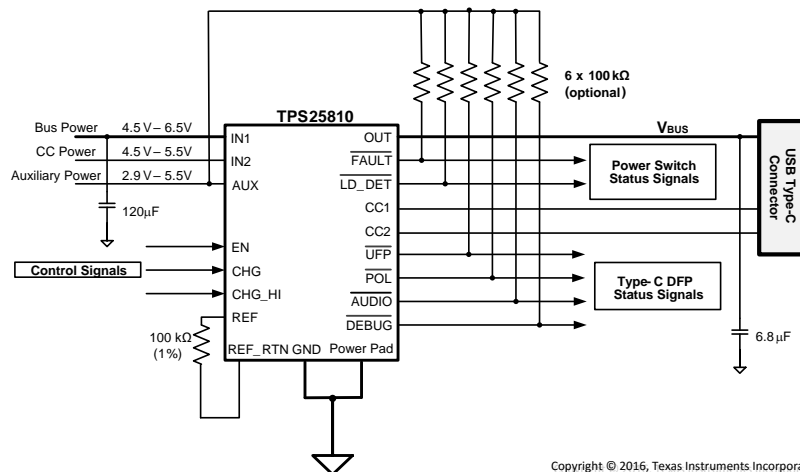 6 x 100 kΩ
(optional)
TPS25810
Bus Power 4.5 V – 6.5V
CC Power 4.5 V – 5.5V
Auxiliary Power 2.9 V – 5.5V
120µF
IN1
IN2
AUX
EN
CHG
CHG_HI
REF
REF_RTN GND Power Pad
Control Signals
100 kΩ
(1%)
OUT
FAULT
LD_DET
CC1
CC2
UFP
POL
AUDIO
DEBUG
VBUS
Power Switch
Status Signals
Type-C DFP
Status Signals
USB Type-C
Connector
6.8 µF
Copyright © 2016, Texas Instruments Incorpora